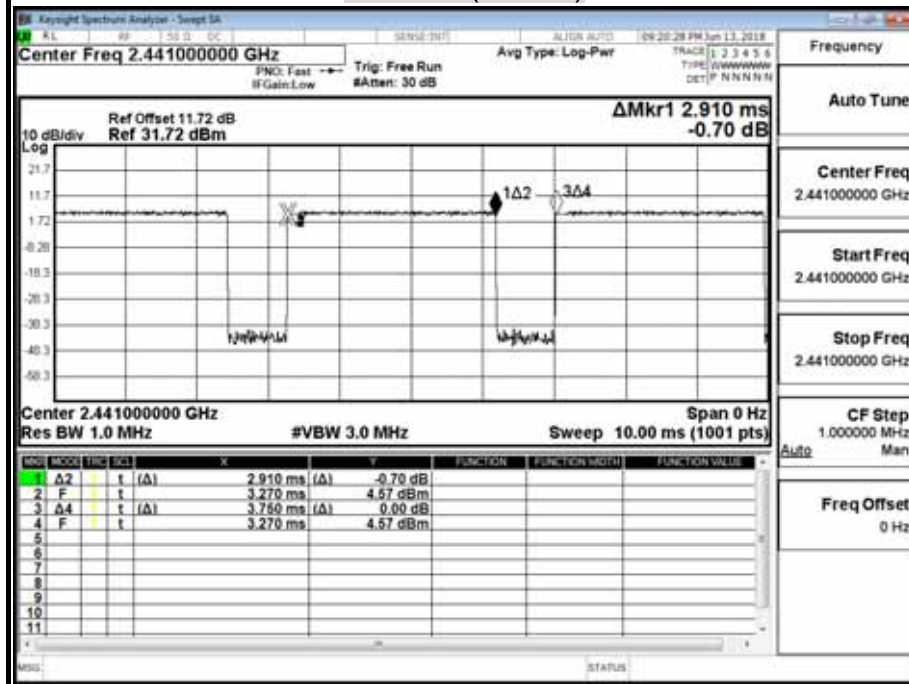 Keysight Spectrum Analyzer - Swept SA
RL RF 50 Ω DC SENSE:INT ALIGN AUTO 09:20:28 PM Jun 13, 2018
Center Freq 2.441000000 GHz
PNO: Fast
IFGain:Low
Trig: Free Run
#Atten: 30 dB
Avg Type: Log-Pwr
TRACE 1 2 3 4 5 6
TYPE WWWWWWW
DET P N N N N N
Ref Offset 11.72 dB
Ref 31.72 dBm
10 dB/div
Log
ΔMkr1 2.910 ms
-0.70 dB
21.7
11.7
1.72
-8.28
-18.3
-28.3
-38.3
-48.3
-58.3
1Δ2
3Δ4
Center 2.441000000 GHz
Span 0 Hz
Res BW 1.0 MHz
#VBW 3.0 MHz
Sweep 10.00 ms (1001 pts)
MKR MODE TRC SCL X Y FUNCTION FUNCTION WIDTH FUNCTION VALUE
1 Δ2 t (Δ) 2.910 ms (Δ) -0.70 dB
2 F t 3.270 ms 4.57 dBm
3 Δ4 t (Δ) 3.750 ms (Δ) 0.00 dB
4 F t 3.270 ms 4.57 dBm
5
6
7
8
9
10
11
MSG
STATUS
Frequency
Auto Tune
Center Freq
2.441000000 GHz
Start Freq
2.441000000 GHz
Stop Freq
2.441000000 GHz
CF Step
1.000000 MHz
Auto Man
Freq Offset
0 Hz